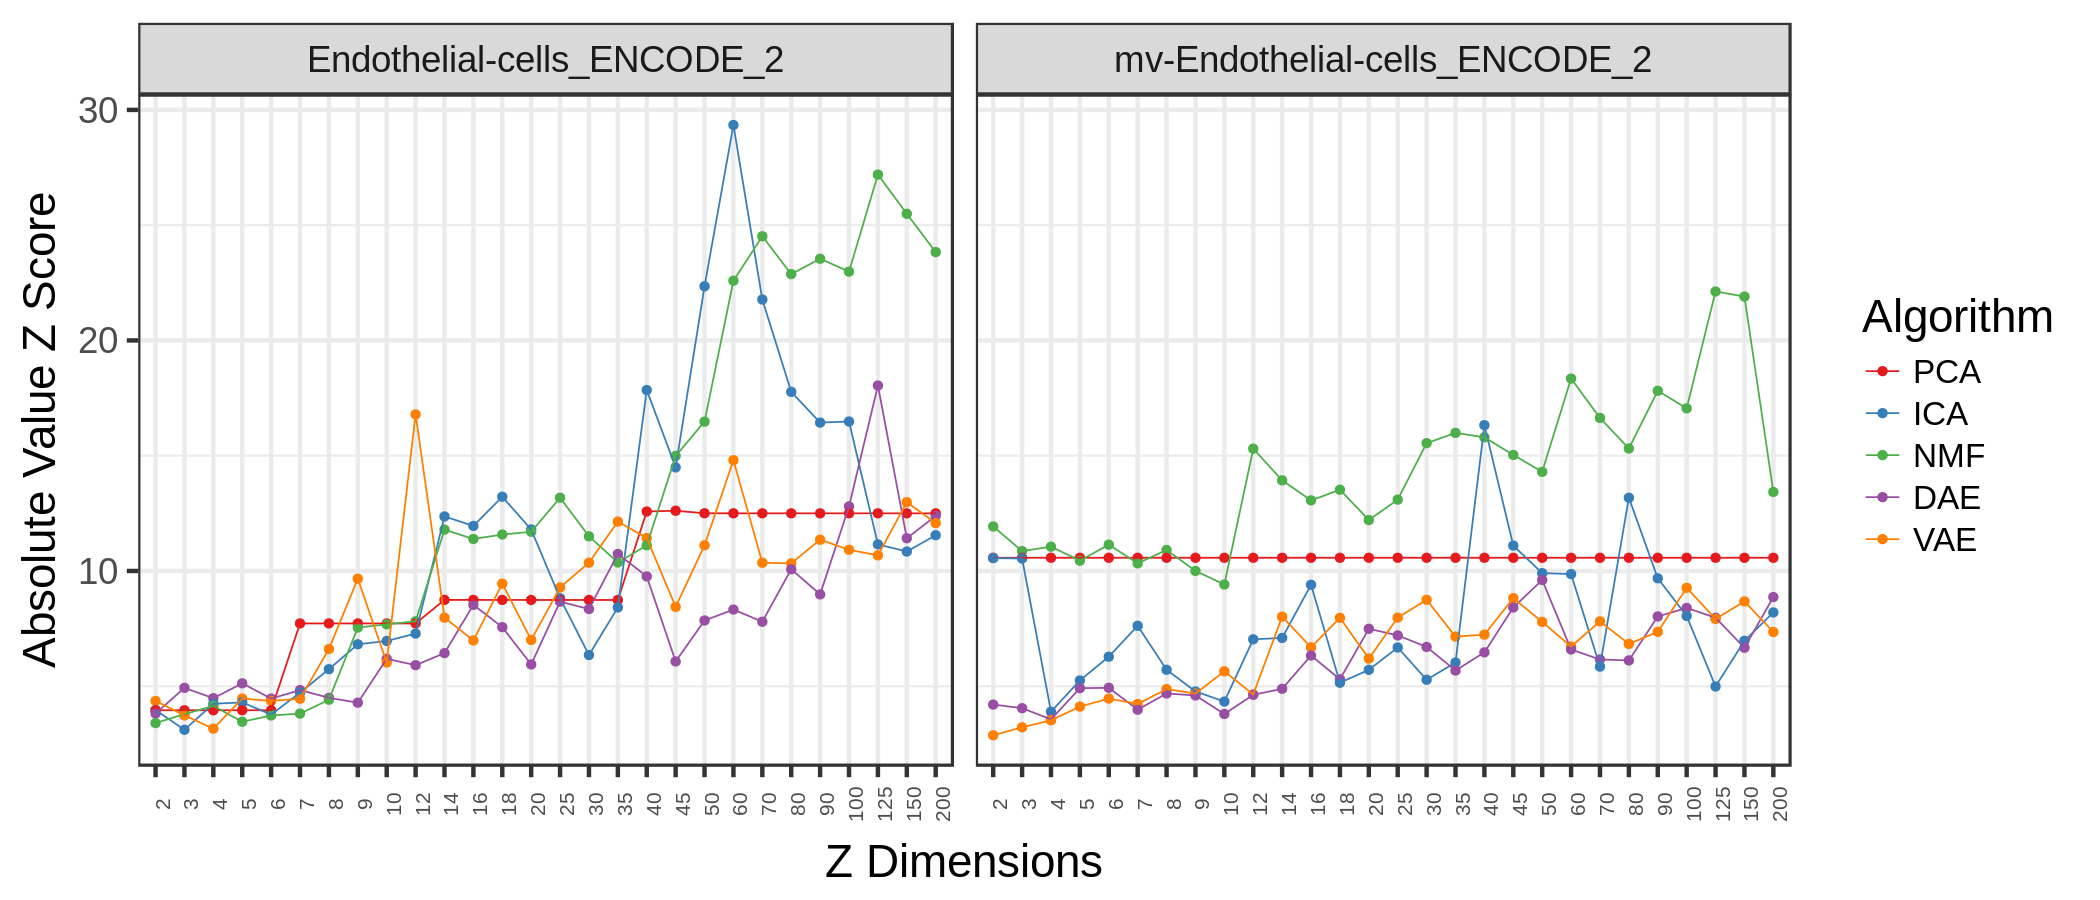 Endothelial-cells_ENCODE_2
mv-Endothelial-cells_ENCODE_2
Absolute Value Z Score
30
20
10
2 3 4 5 6 7 8 9 10 12 14 16 18 20 25 30 35 40 45 50 60 70 80 90 100 125 150 200
2 3 4 5 6 7 8 9 10 12 14 16 18 20 25 30 35 40 45 50 60 70 80 90 100 125 150 200
Z Dimensions
Algorithm
PCA
ICA
NMF
DAE
VAE